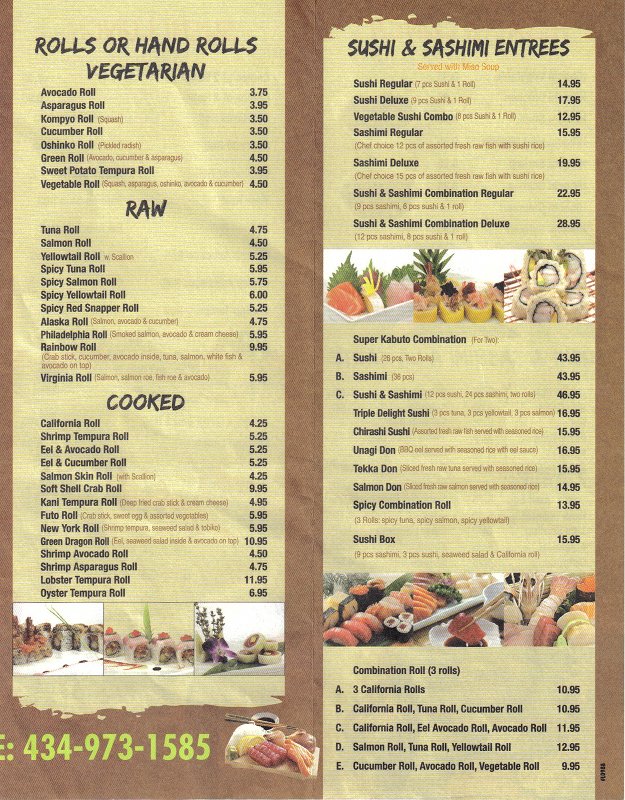 ROLLS OR HAND ROLLS
VEGETARIAN
Avocado Roll 3.75
Asparagus Roll 3.95
Kompyo Roll (Squash) 3.50
Cucumber Roll 3.50
Oshinko Roll (Pickled radish) 3.50
Green Roll (Avocado, cucumber & asparagus) 4.50
Sweet Potato Tempura Roll 3.95
Vegetable Roll (Squash, asparagus, oshinko, avocado & cucumber) 4.50
RAW
Tuna Roll 4.75
Salmon Roll 4.50
Yellowtail Roll w. Scallion 5.25
Spicy Tuna Roll 5.95
Spicy Salmon Roll 5.75
Spicy Yellowtail Roll 6.00
Spicy Red Snapper Roll 5.25
Alaska Roll (Salmon, avocado & cucumber) 4.75
Philadelphia Roll (Smoked salmon, avocado & cream cheese) 5.95
Rainbow Roll 9.95
(Crab stick, cucumber, avocado inside, tuna, salmon, white fish &
avocado on top)
Virginia Roll (Salmon, salmon roe, fish roe & avocado) 5.95
COOKED
California Roll 4.25
Shrimp Tempura Roll 5.25
Eel & Avocado Roll 5.25
Eel & Cucumber Roll 5.25
Salmon Skin Roll (with Scallion) 4.25
Soft Shell Crab Roll 9.95
Kani Tempura Roll (Deep fried crab stick & cream cheese) 4.95
Futo Roll (Crab stick, sweet egg & assorted vegetables) 5.95
New York Roll (Shrimp tempura, seaweed salad & tobiko) 5.95
Green Dragon Roll (Eel, seaweed salad inside & avocado on top) 10.95
Shrimp Avocado Roll 4.50
Shrimp Asparagus Roll 4.75
Lobster Tempura Roll 11.95
Oyster Tempura Roll 6.95
E: 434-973-1585
SUSHI & SASHIMI ENTREES
Served with Miso Soup
Sushi Regular (7 pcs Sushi & 1 Roll) 14.95
Sushi Deluxe (9 pcs Sushi & 1 Roll) 17.95
Vegetable Sushi Combo (8 pcs Sushi & 1 Roll) 12.95
Sashimi Regular 15.95
(Chef choice 12 pcs of assorted fresh raw fish with sushi rice)
Sashimi Deluxe 19.95
(Chef choice 15 pcs of assorted fresh raw fish with sushi rice)
Sushi & Sashimi Combination Regular 22.95
(9 pcs sashimi, 6 pcs sushi & 1 roll)
Sushi & Sashimi Combination Deluxe 28.95
(12 pcs sashimi, 8 pcs sushi & 1 roll)
Super Kabuto Combination (For Two):
A. Sushi (26 pcs, Two Rolls) 43.95
B. Sashimi (36 pcs) 43.95
C. Sushi & Sashimi (12 pcs sushi, 24 pcs sashimi, two rolls) 46.95
Triple Delight Sushi (3 pcs tuna, 3 pcs yellowtail, 3 pcs salmon) 16.95
Chirashi Sushi (Assorted fresh raw fish served with seasoned rice) 15.95
Unagi Don (BBQ eel served with seasoned rice with eel sauce) 16.95
Tekka Don (Sliced fresh raw tuna served with seasoned rice) 15.95
Salmon Don (Sliced fresh raw salmon served with seasoned rice) 14.95
Spicy Combination Roll 13.95
(3 Rolls: spicy tuna, spicy salmon, spicy yellowtail)
Sushi Box 15.95
(9 pcs sashimi, 3 pcs sushi, seaweed salad & California roll)
Combination Roll (3 rolls)
A. 3 California Rolls 10.95
B. California Roll, Tuna Roll, Cucumber Roll 10.95
C. California Roll, Eel Avocado Roll, Avocado Roll 11.95
D. Salmon Roll, Tuna Roll, Yellowtail Roll 12.95
E. Cucumber Roll, Avocado Roll, Vegetable Roll 9.95